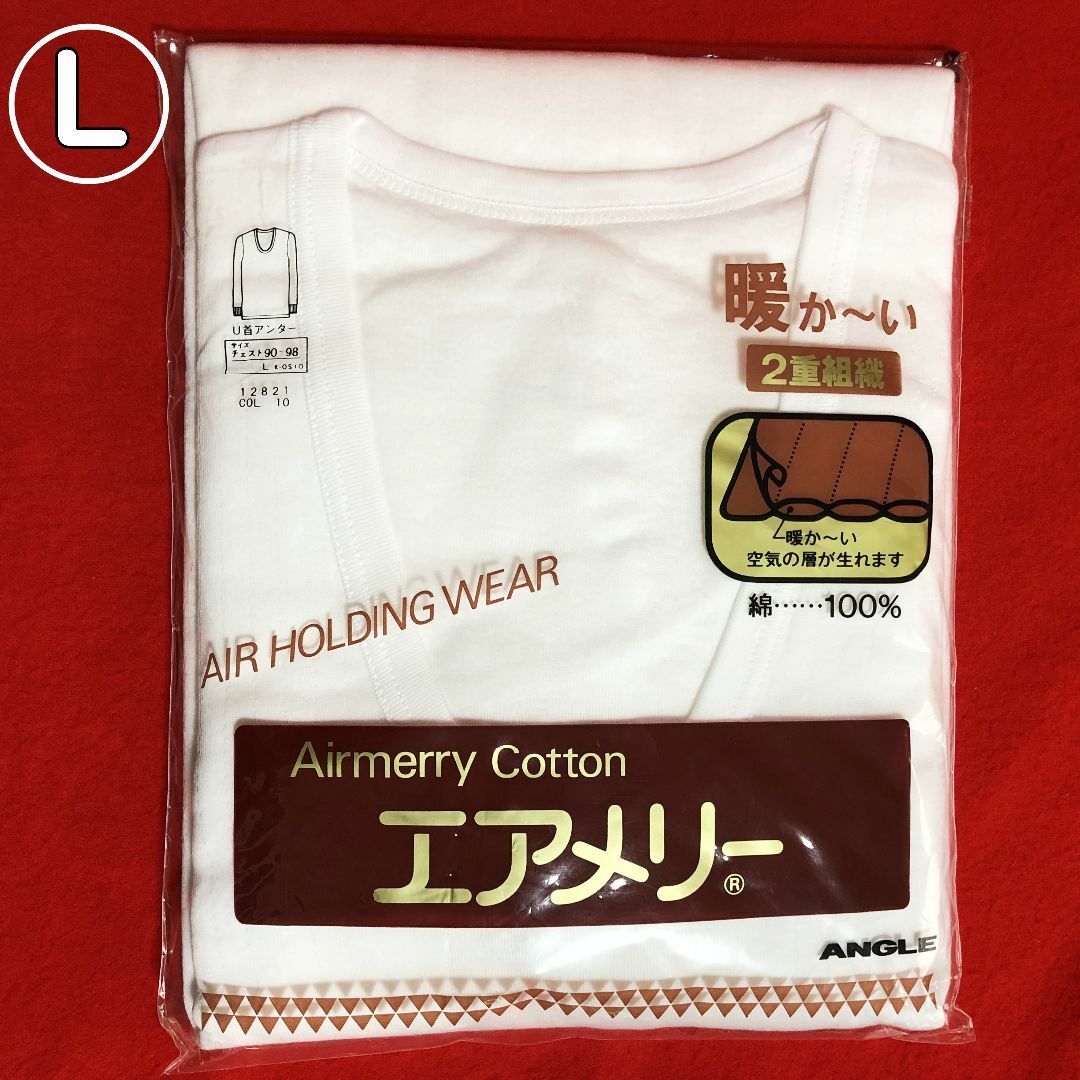 L
U首アンダー
サイズ
チェスト90-98
L K-OS10
12821
COL. 10
暖か～い
2重組織
暖か～い
空気の層が生れます
綿……100%
AIR HOLDING WEAR
Airmerry Cotton
エアメリー®
ANGLE